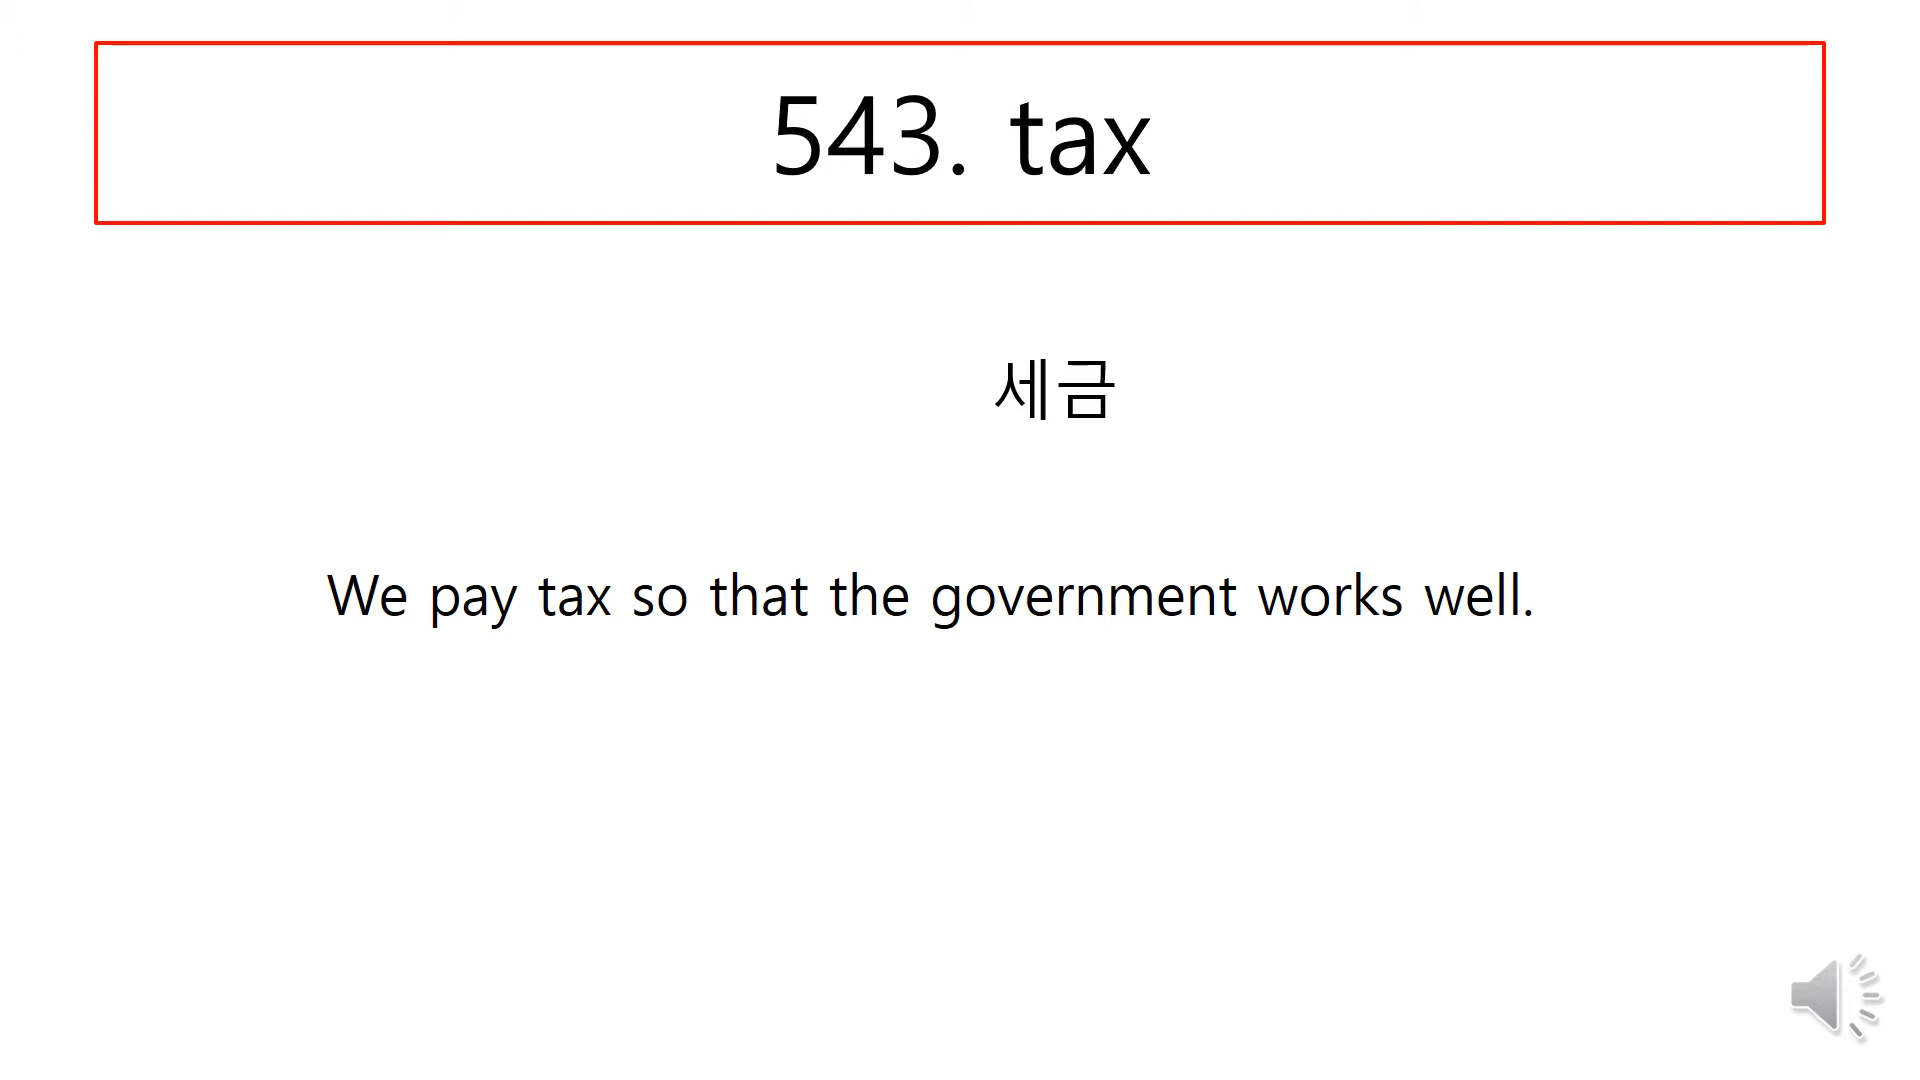 543. tax
세금
We pay tax so that the government works well.